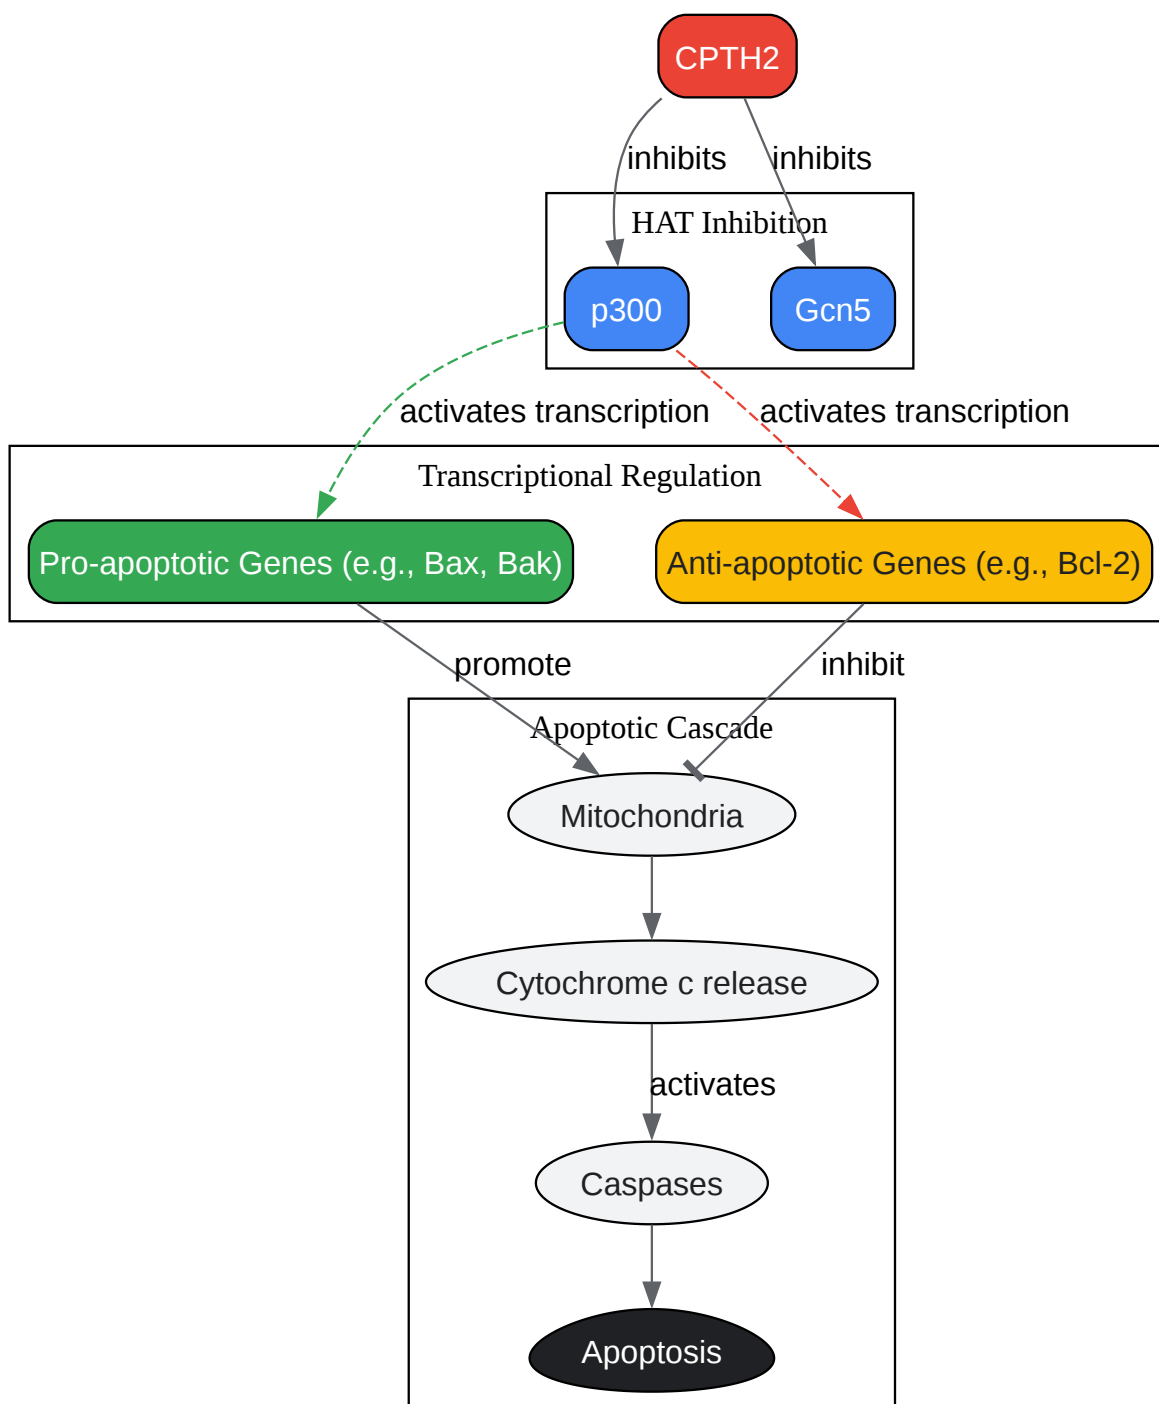 CPTH2
inhibits
inhibits
HAT Inhibition
p300
Gcn5
activates transcription
activates transcription
Transcriptional Regulation
Pro-apoptotic Genes (e.g., Bax, Bak)
Anti-apoptotic Genes (e.g., Bcl-2)
promote
inhibit
Apoptotic Cascade
Mitochondria
Cytochrome c release
activates
Caspases
Apoptosis